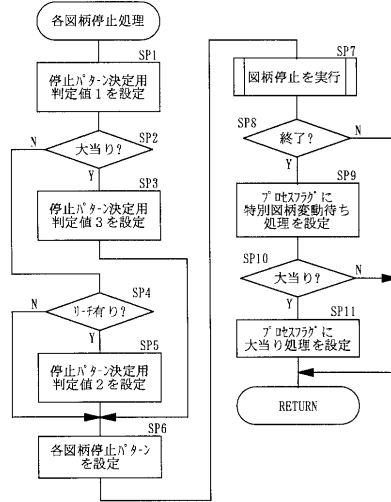 各図柄停止処理
SP1
停止ﾊﾟﾀｰﾝ決定用
判定値1を設定
SP2
大当り?
N
Y
SP3
停止ﾊﾟﾀｰﾝ決定用
判定値3を設定
SP4
ﾘｰﾁ有り?
N
Y
SP5
停止ﾊﾟﾀｰﾝ決定用
判定値2を設定
SP6
各図柄停止ﾊﾟﾀｰﾝ
を設定
SP7
図柄停止を実行
SP8
終了?
N
Y
SP9
ﾌﾟﾛｾｽﾌﾗｸﾞに
特別図柄変動待ち
処理を設定
SP10
大当り?
N
Y
SP11
ﾌﾟﾛｾｽﾌﾗｸﾞに
大当り処理を設定
RETURN